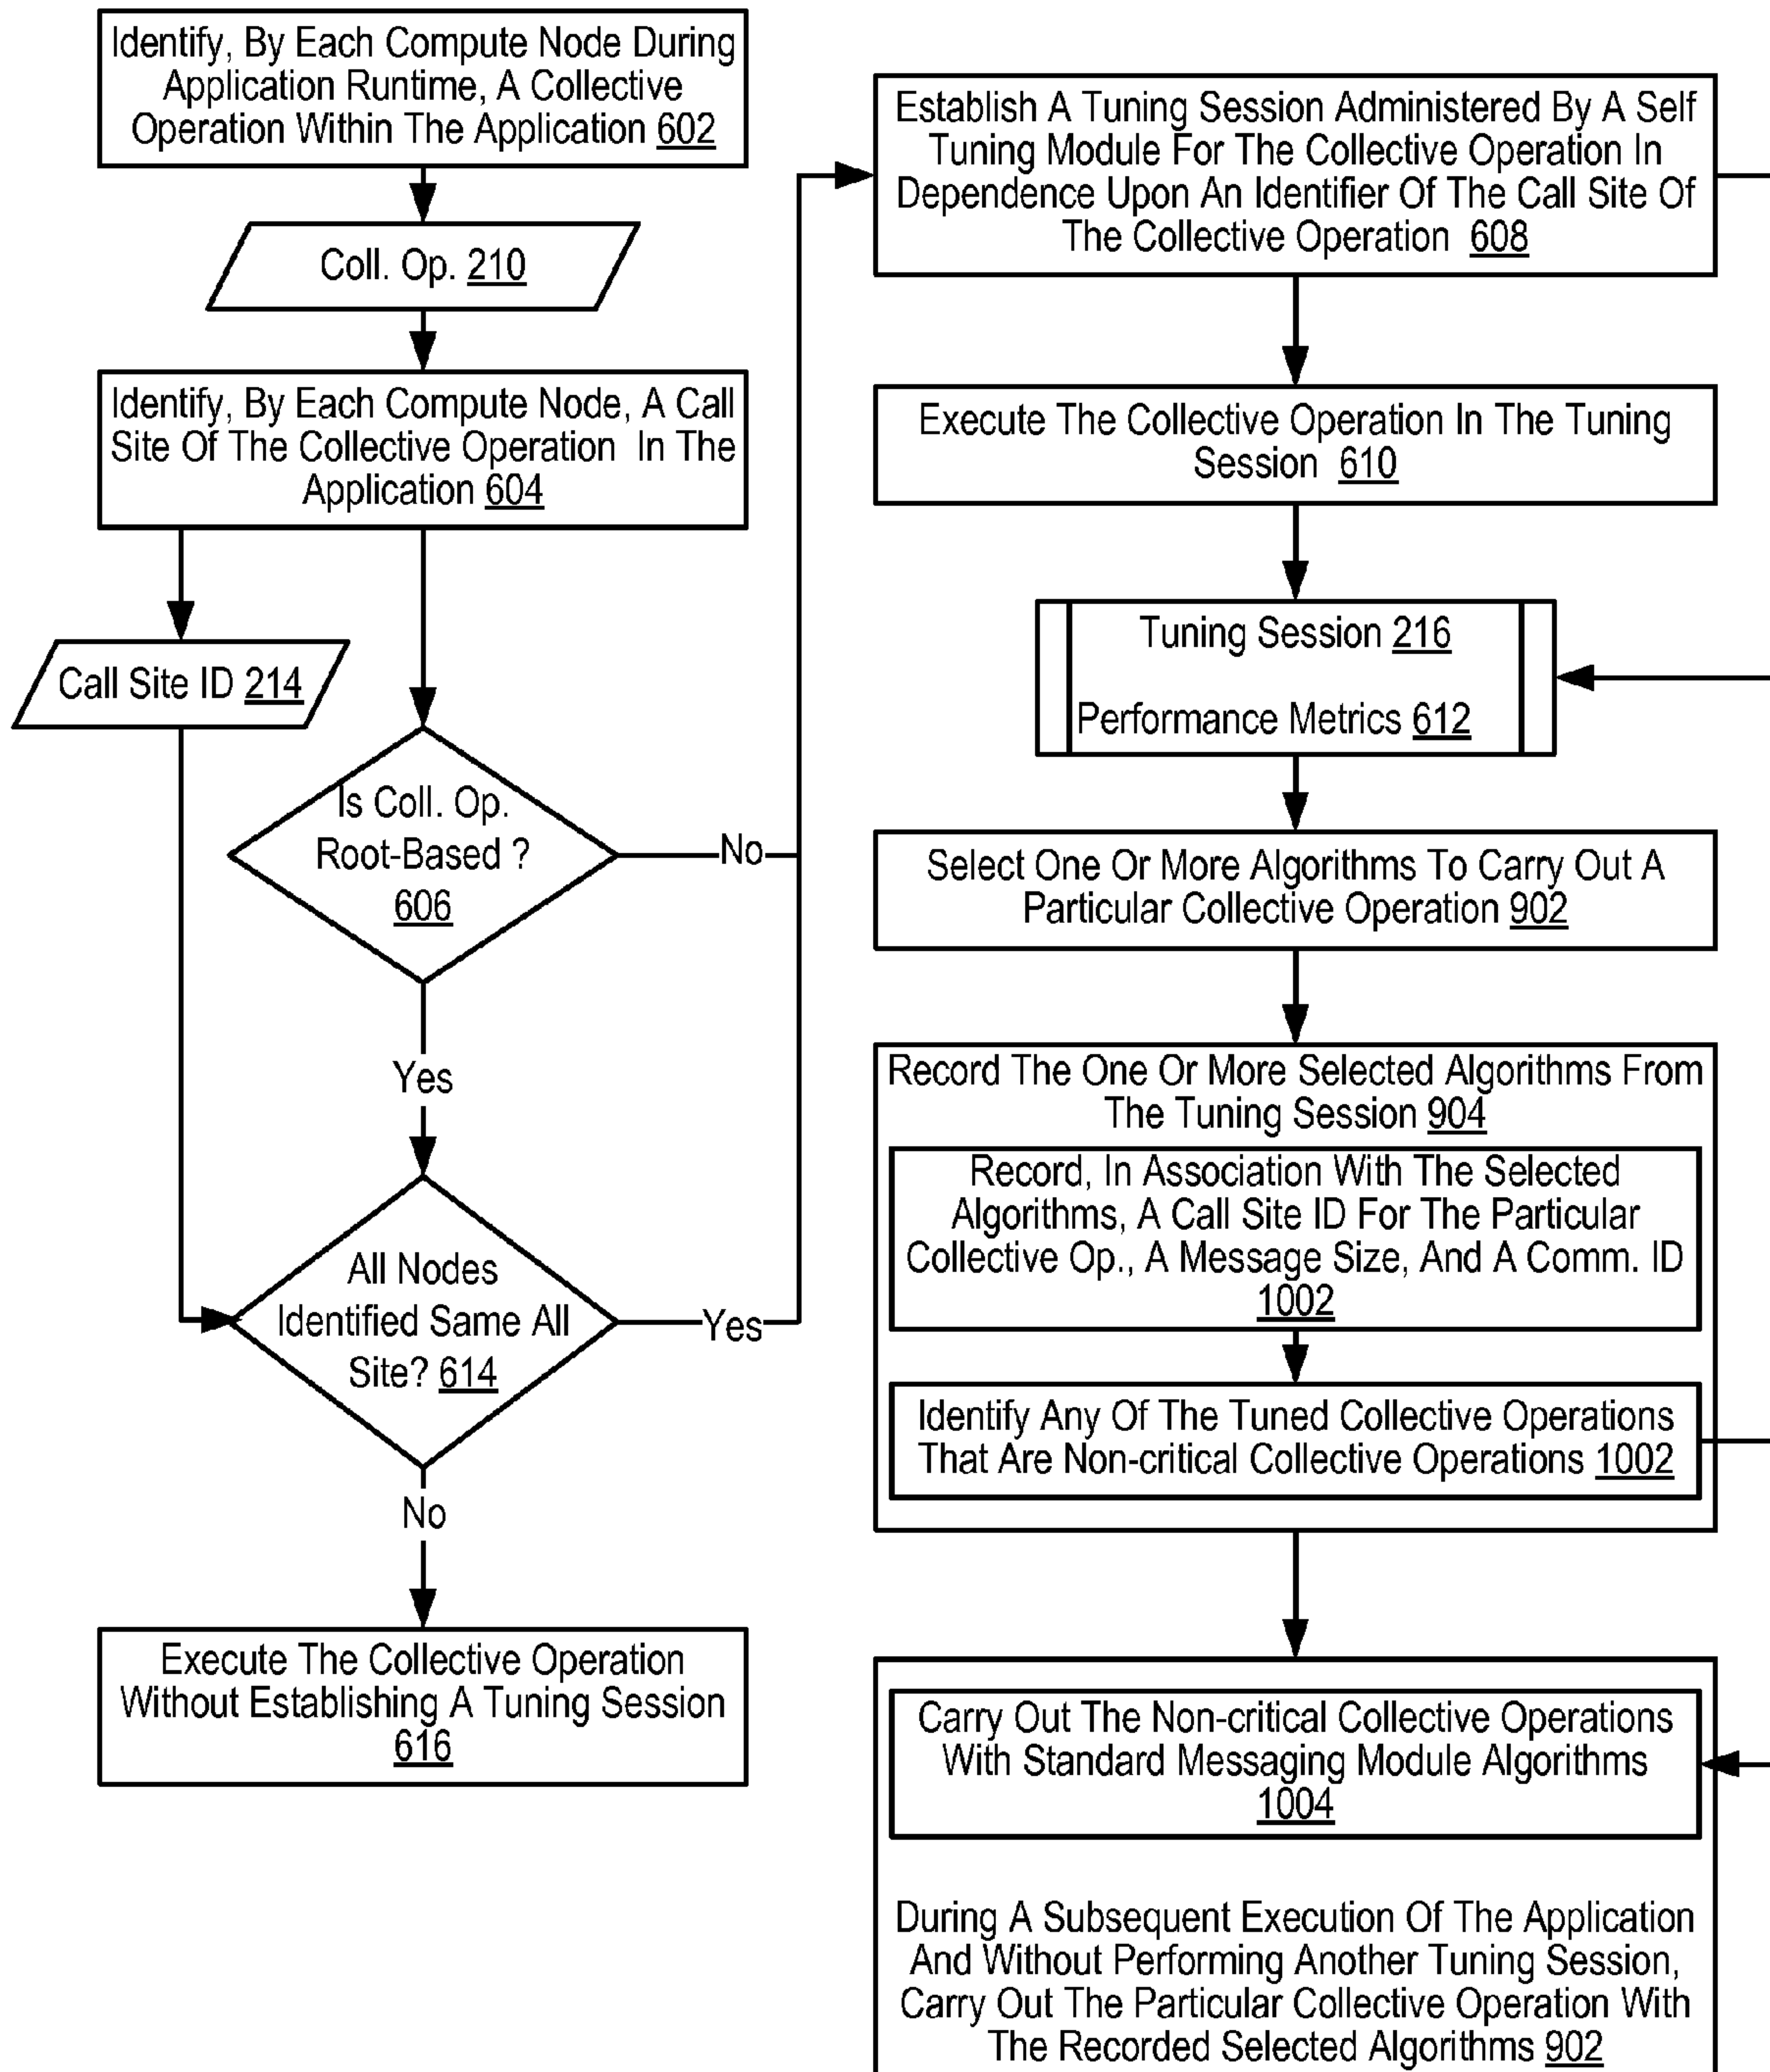 Identify, By Each Compute Node During
Application Runtime, A Collective
Operation Within The Application 602
Coll. Op. 210
Identify, By Each Compute Node, A Call
Site Of The Collective Operation In The
Application 604
Call Site ID 214
Is Coll. Op.
Root-Based ?
606
No
Yes
All Nodes
Identified Same All
Site? 614
Yes
No
Execute The Collective Operation
Without Establishing A Tuning Session
616
Establish A Tuning Session Administered By A Self
Tuning Module For The Collective Operation In
Dependence Upon An Identifier Of The Call Site Of
The Collective Operation 608
Execute The Collective Operation In The Tuning
Session 610
Tuning Session 216
Performance Metrics 612
Select One Or More Algorithms To Carry Out A
Particular Collective Operation 902
Record The One Or More Selected Algorithms From
The Tuning Session 904
Record, In Association With The Selected
Algorithms, A Call Site ID For The Particular
Collective Op., A Message Size, And A Comm. ID
1002
Identify Any Of The Tuned Collective Operations
That Are Non-critical Collective Operations 1002
Carry Out The Non-critical Collective Operations
With Standard Messaging Module Algorithms
1004
During A Subsequent Execution Of The Application
And Without Performing Another Tuning Session,
Carry Out The Particular Collective Operation With
The Recorded Selected Algorithms 902